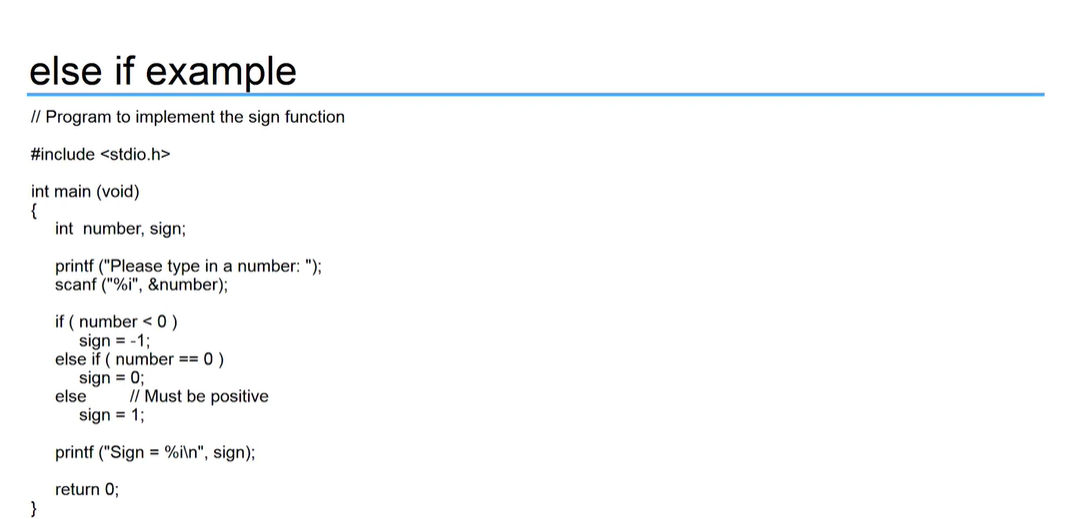 else if example
// Program to implement the sign function
#include <stdio.h>
int main (void)
{
int  number, sign;
printf ("Please type in a number: ");
scanf ("%i", &number);
if ( number < 0 )
sign = -1;
else if ( number == 0 )
sign = 0;
else // Must be positive
sign = 1;
printf ("Sign = %i\n", sign);
return 0;
}